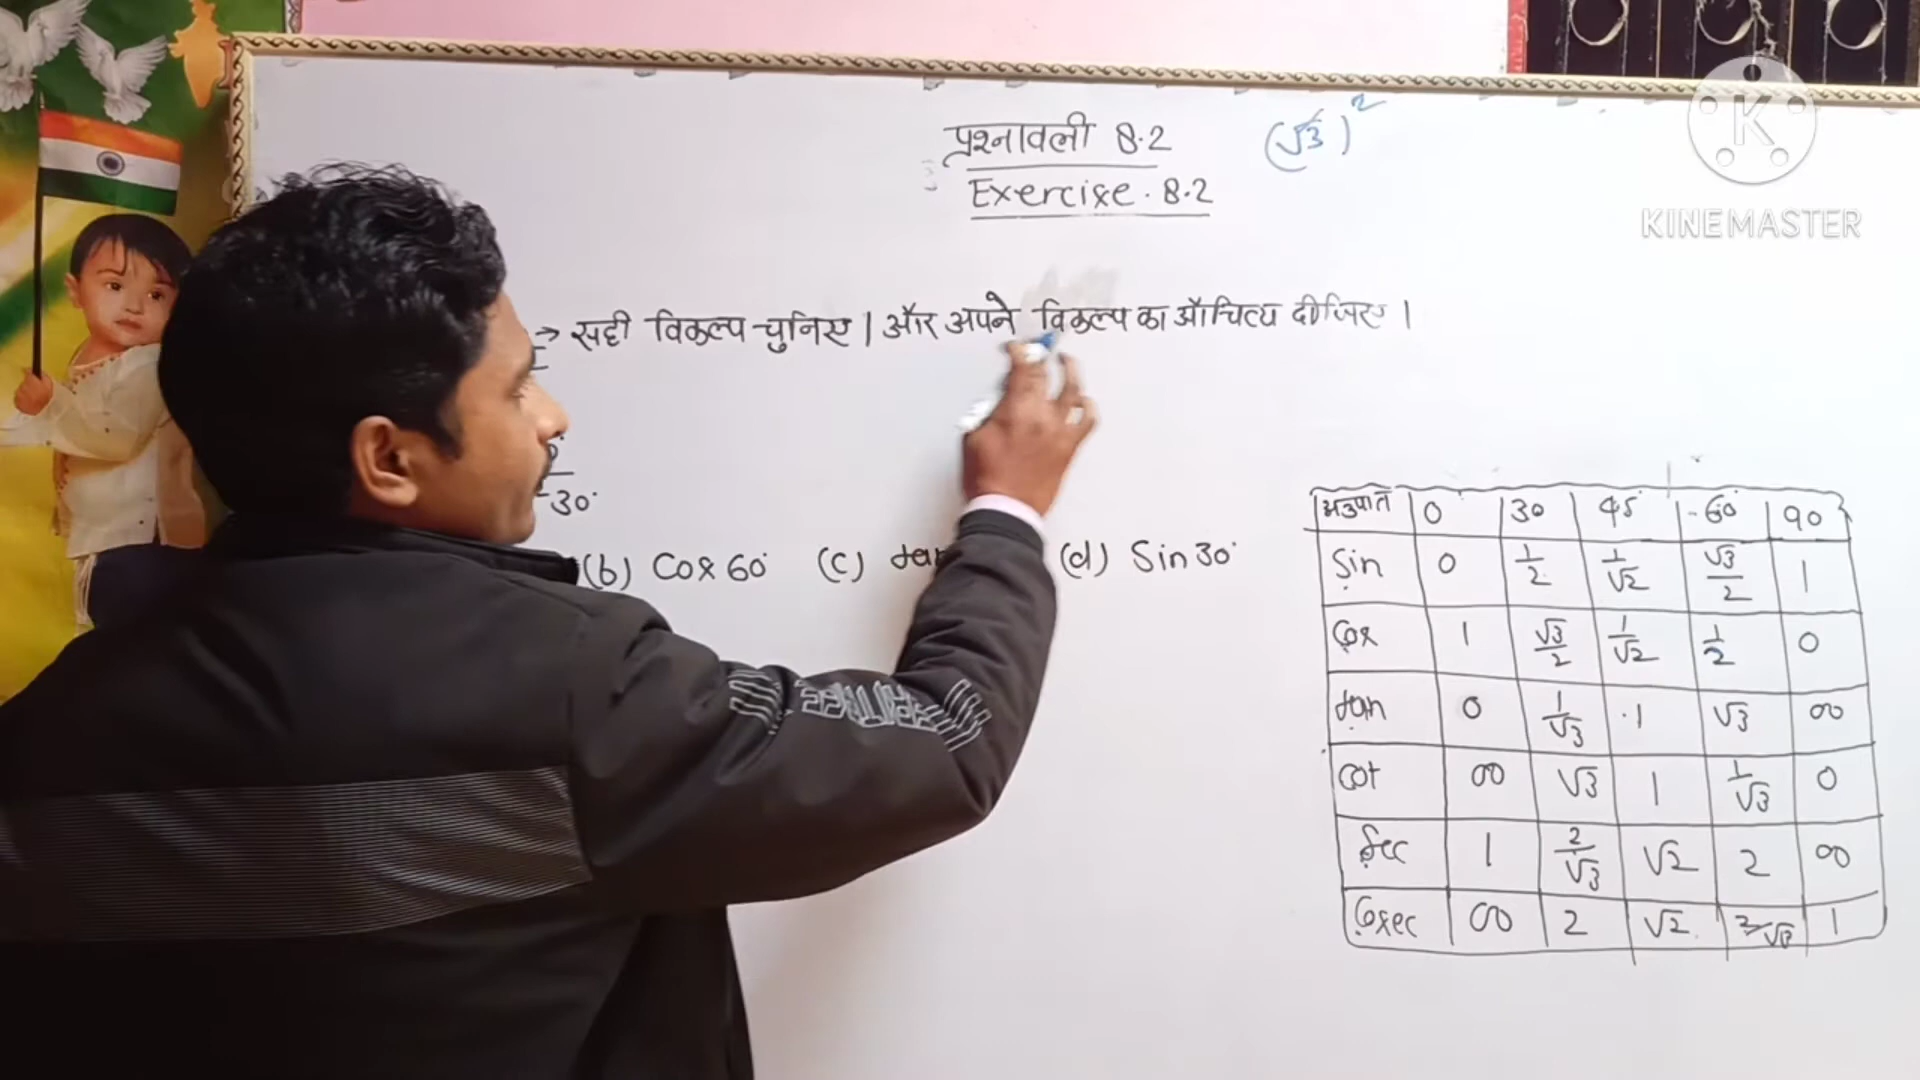 प्रश्नावली 8.2 (√3)²
Exercise. 8.2
KINEMASTER
→ सही विकल्प चुनिए । और अपने विकल्प का औचित्य दीजिए ।
30°
(b) Cos 60° (c) tan (d) Sin 30°
अनुपात 0 30 45 60 90
Sin 0 1/2 1/√2 √3/2 1
Cos 1 √3/2 1/√2 1/2 0
tan 0 1/√3 1 √3 ∞
Cot ∞ √3 1 1/√3 0
Sec 1 2/√3 √2 2 ∞
Cosec ∞ 2 √2 2/√3 1